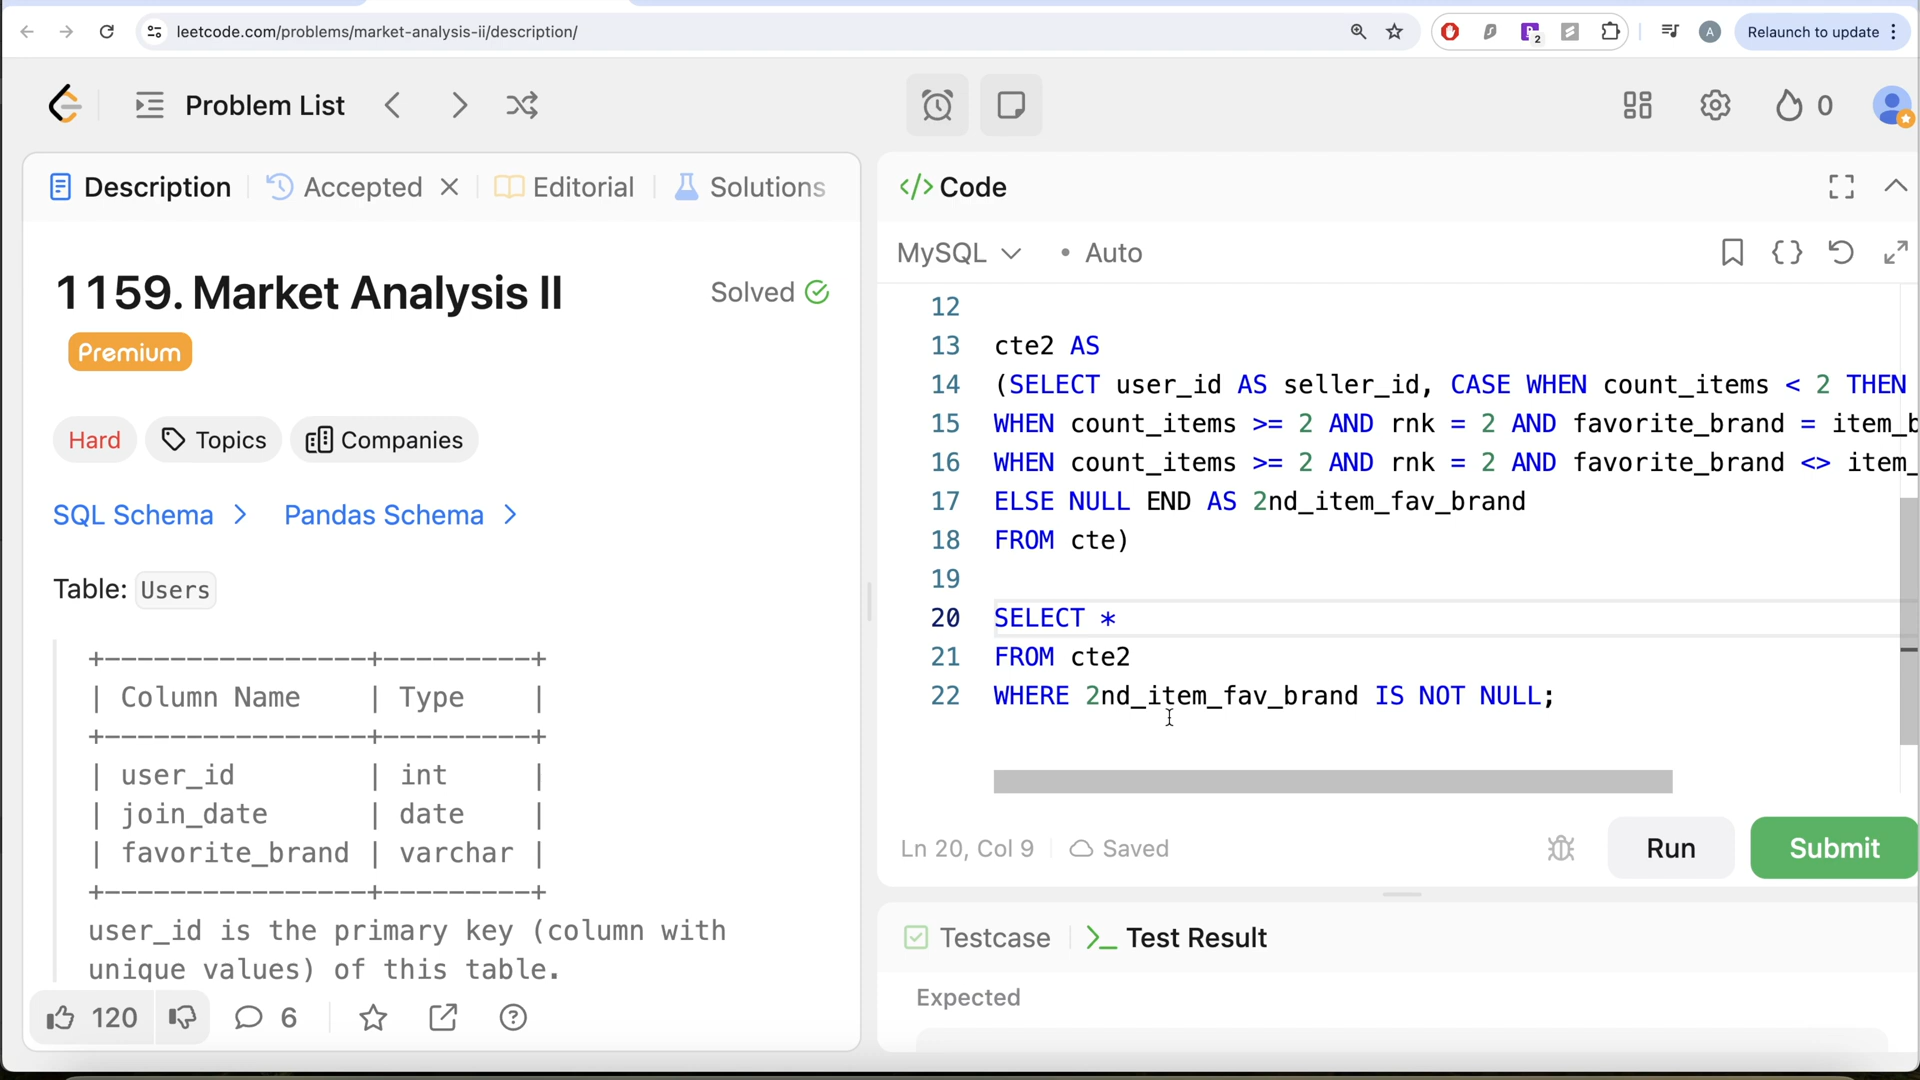 leetcode.com/problems/market-analysis-ii/description/
2
A
Relaunch to update
Problem List
0
Description
Accepted
Editorial
Solutions
1159. Market Analysis II
Solved
Premium
Hard
Topics
Companies
SQL Schema
Pandas Schema
Table: Users
+----------------+---------+
| Column Name    | Type    |
+----------------+---------+
| user_id        | int     |
| join_date      | date    |
| favorite_brand | varchar |
+----------------+---------+
user_id is the primary key (column with
unique values) of this table.
120
6
</> Code
MySQL
• Auto
12
13 cte2 AS
14 (SELECT user_id AS seller_id, CASE WHEN count_items < 2 THEN
15 WHEN count_items >= 2 AND rnk = 2 AND favorite_brand = item_b
16 WHEN count_items >= 2 AND rnk = 2 AND favorite_brand <> item_
17 ELSE NULL END AS 2nd_item_fav_brand
18 FROM cte)
19
20 SELECT *
21 FROM cte2
22 WHERE 2nd_item_fav_brand IS NOT NULL;
Ln 20, Col 9
Saved
Run
Submit
Testcase
>_ Test Result
Expected